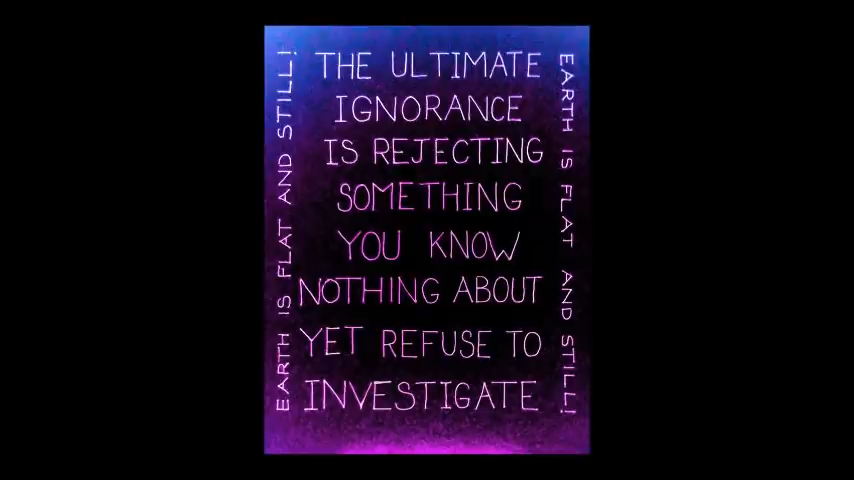 THE ULTIMATE
IGNORANCE
IS REJECTING
SOMETHING
YOU KNOW
NOTHING ABOUT
YET REFUSE TO
INVESTIGATE
EARTH IS FLAT AND STILL!
EARTH IS FLAT AND STILL!